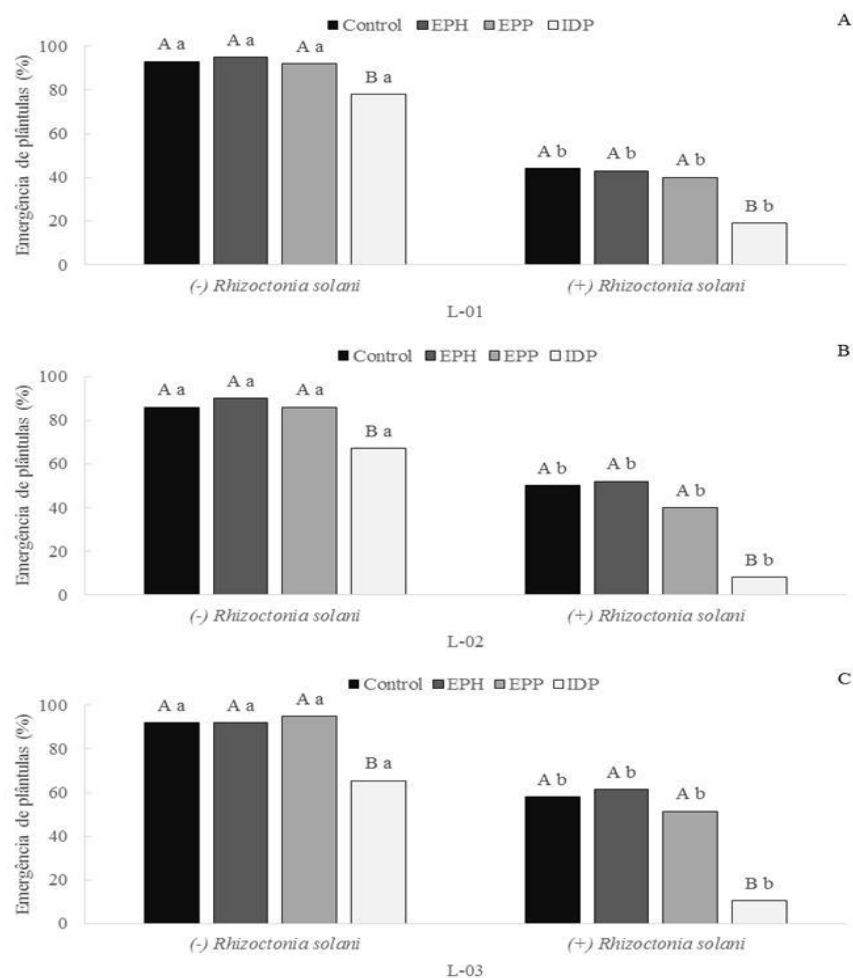 A
Control EPH EPP IDP
Emergência de plântulas (%)
100
80
60
40
20
0
A a A a A a B a
A b A b A b B b
(-) Rhizoctonia solani (+) Rhizoctonia solani
L-01
B
Control EPH EPP IDP
Emergência de plântulas (%)
100
80
60
40
20
0
A a A a A a B a
A b A b A b B b
(-) Rhizoctonia solani (+) Rhizoctonia solani
L-02
C
Control EPH EPP IDP
Emergência de plântulas (%)
100
80
60
40
20
0
A a A a A a B a
A b A b A b B b
(-) Rhizoctonia solani (+) Rhizoctonia solani
L-03